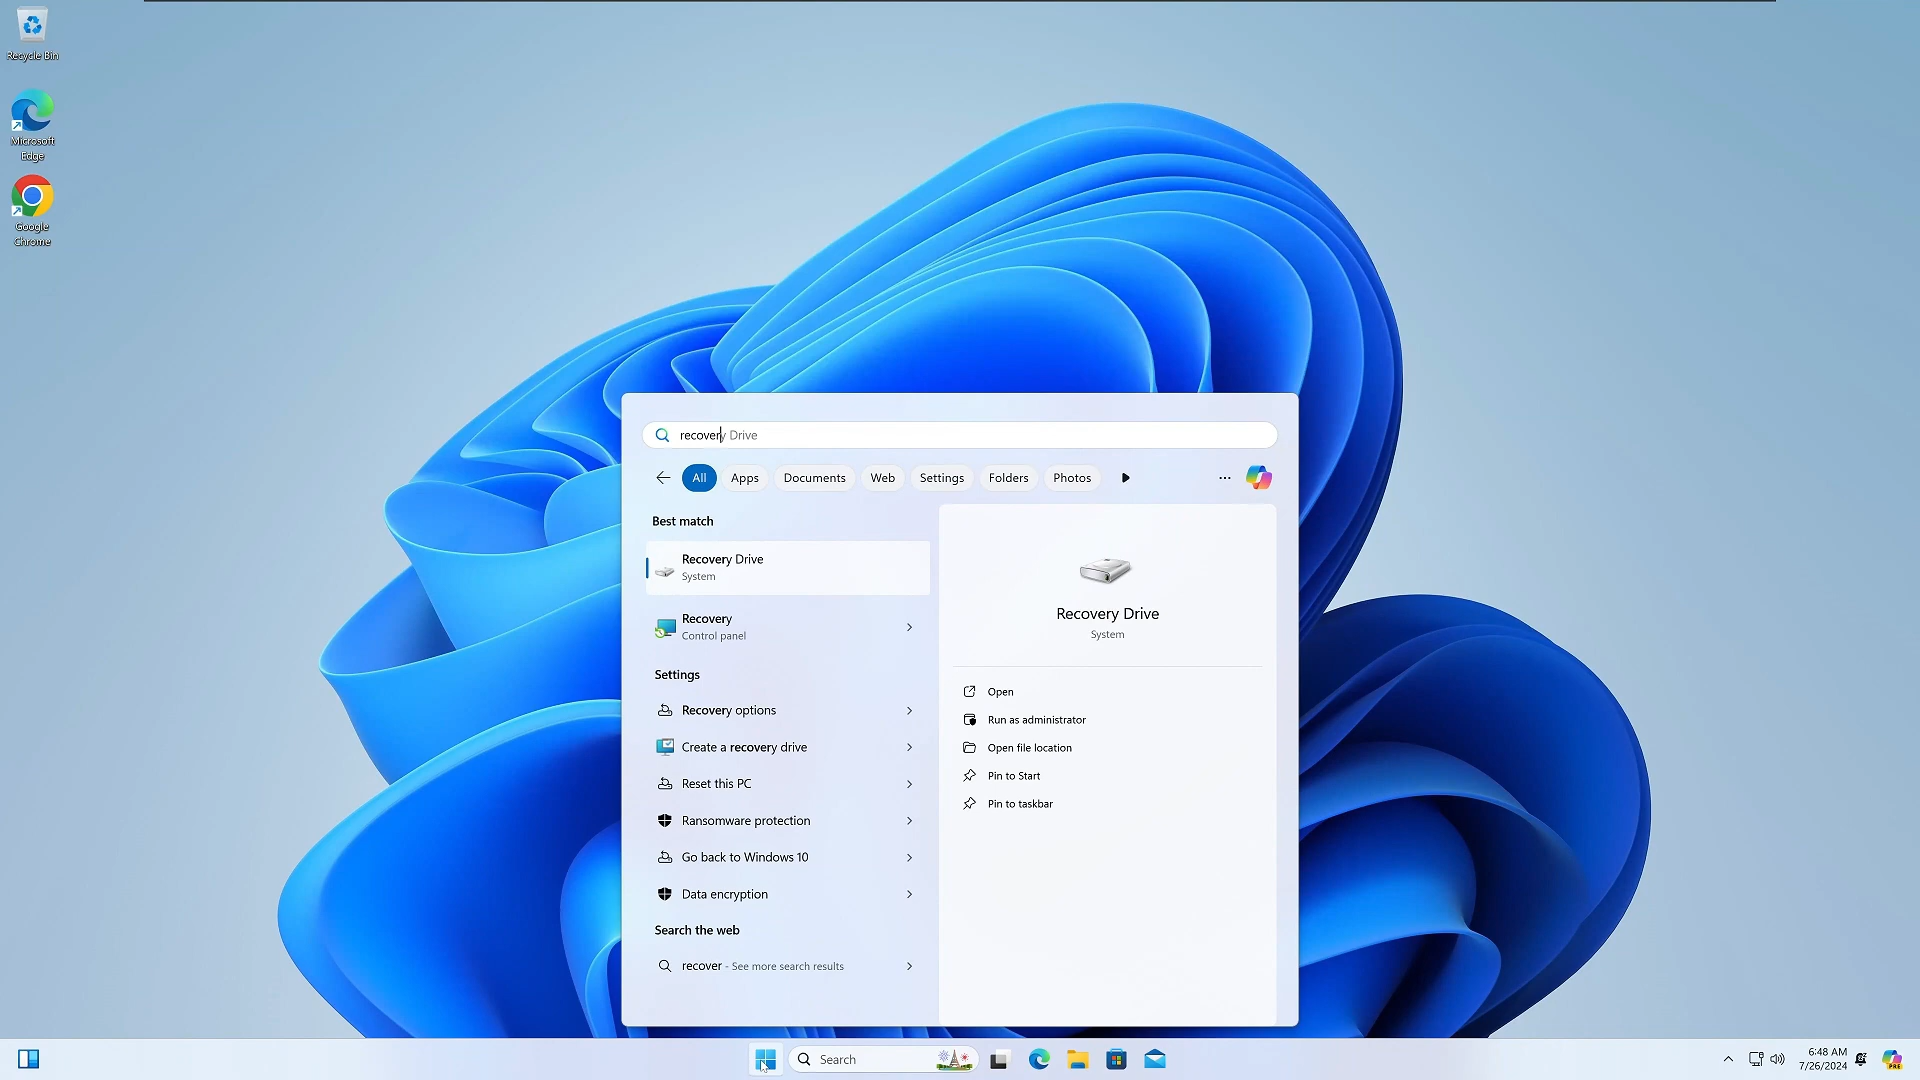 Recycle Bin
Microsoft
Edge
Google
Chrome
recovery Drive
All
Apps
Documents
Web
Settings
Folders
Photos
Best match
Recovery Drive
System
Recovery
Control panel
Settings
Recovery options
Create a recovery drive
Reset this PC
Ransomware protection
Go back to Windows 10
Data encryption
Search the web
recover - See more search results
Recovery Drive
System
Open
Run as administrator
Open file location
Pin to Start
Pin to taskbar
Search
6:48 AM
7/26/2024
PRE